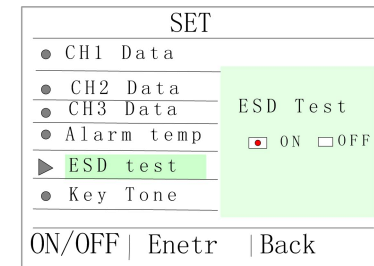 SET
CH1 Data
CH2 Data
CH3 Data
Alarm temp
ESD test
Key Tone
ESD Test
ON OFF
ON/OFF| Enetr |Back